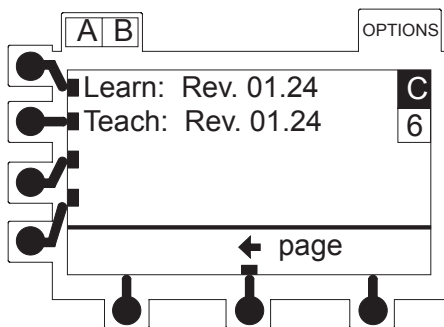 A B
OPTIONS
Learn: Rev. 01.24
C
Teach: Rev. 01.24
6
page